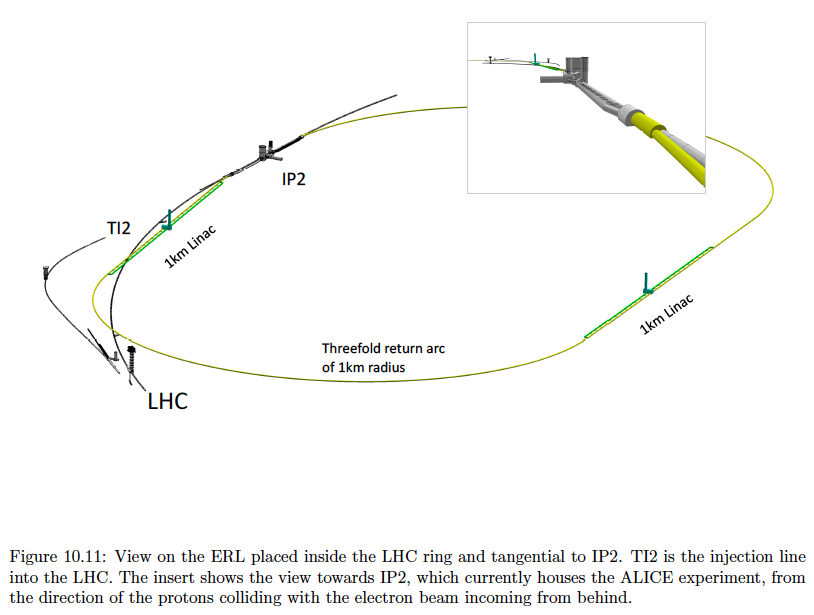 IP2
TI2
1km Linac
1km Linac
Threefold return arc
of 1km radius
LHC
Figure 10.11: View on the ERL placed inside the LHC ring and tangential to IP2. TI2 is the injection line
into the LHC. The insert shows the view towards IP2, which currently houses the ALICE experiment, from
the direction of the protons colliding with the electron beam incoming from behind.